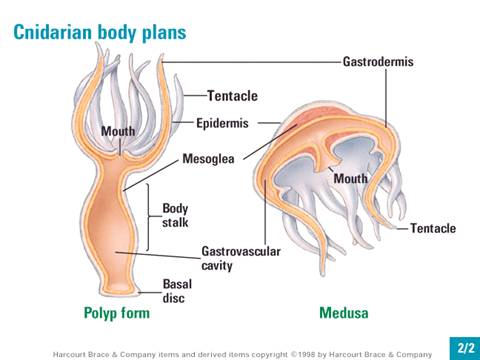 Cnidarian body plans
Gastrodermis
Tentacle
Epidermis
Mouth
Mesoglea
Mouth
Body
stalk
Tentacle
Gastrovascular
cavity
Basal
disc
Polyp form
Medusa
2/2
Harcourt Brace & Company items and derived items copyright ©1998 by Harcourt Brace & Company